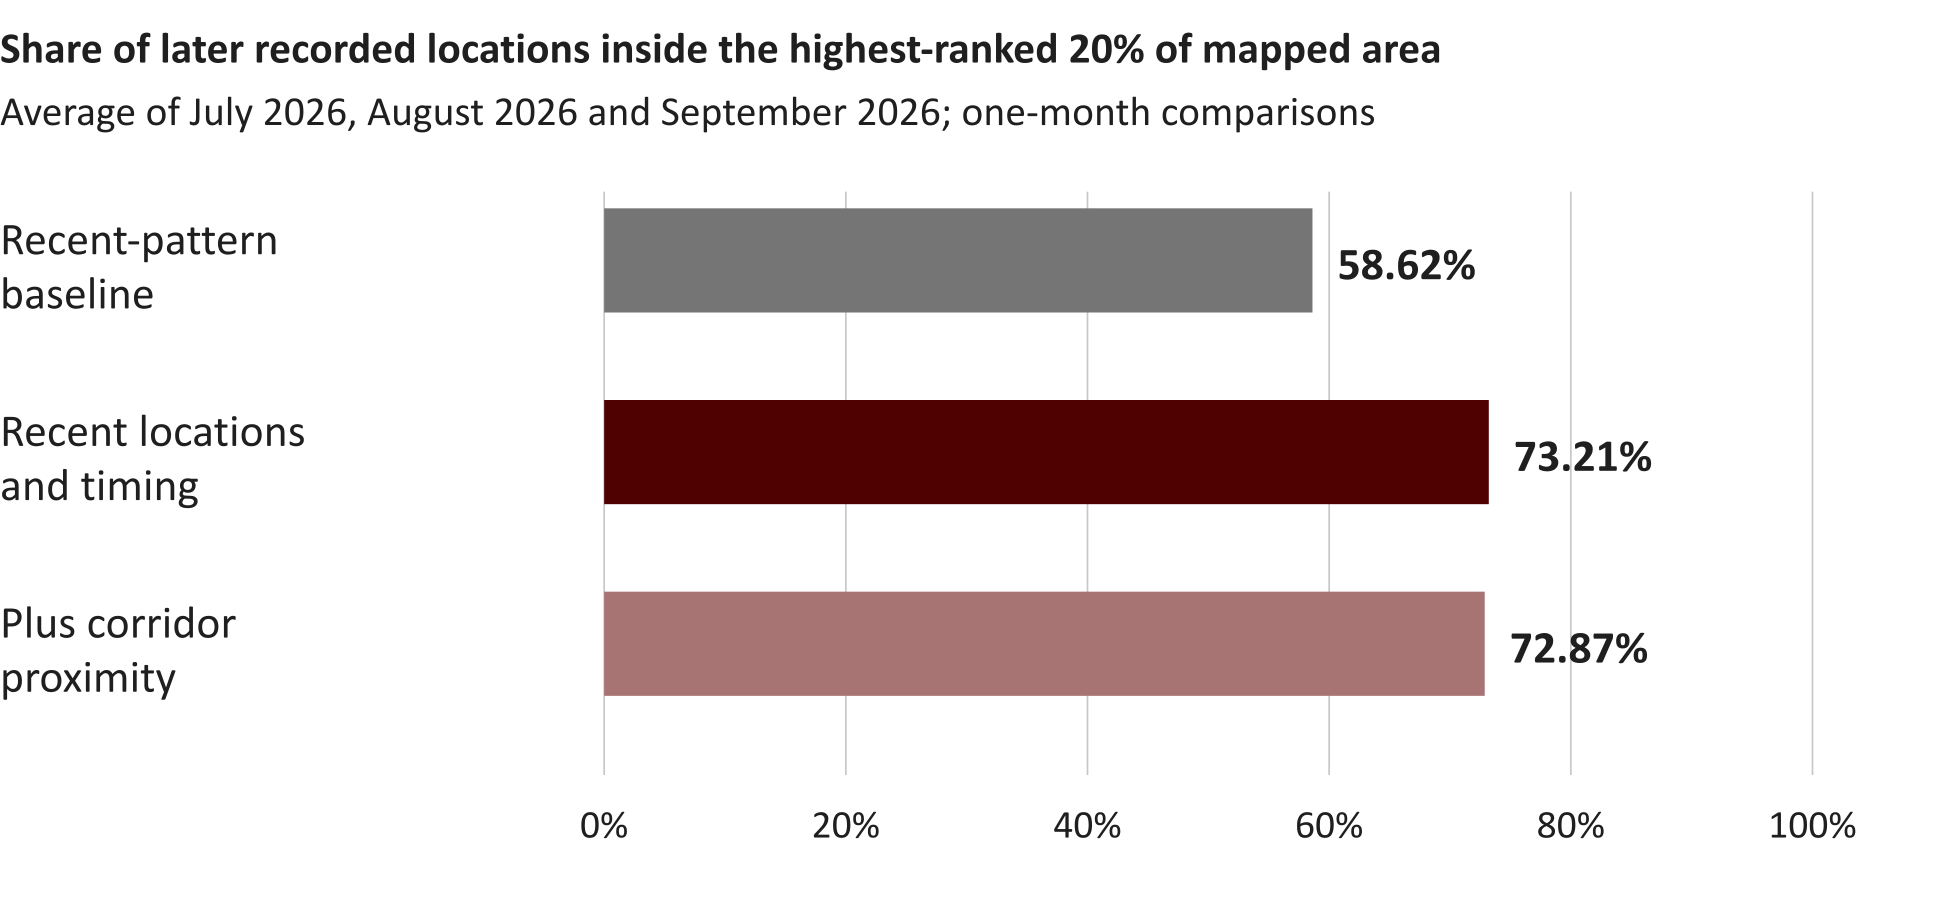 Share of later recorded locations inside the highest-ranked 20% of mapped area
Average of July 2026, August 2026 and September 2026; one-month comparisons
Recent-pattern
baseline
58.62%
Recent locations
and timing
73.21%
Plus corridor
proximity
72.87%
0%
20%
40%
60%
80%
100%